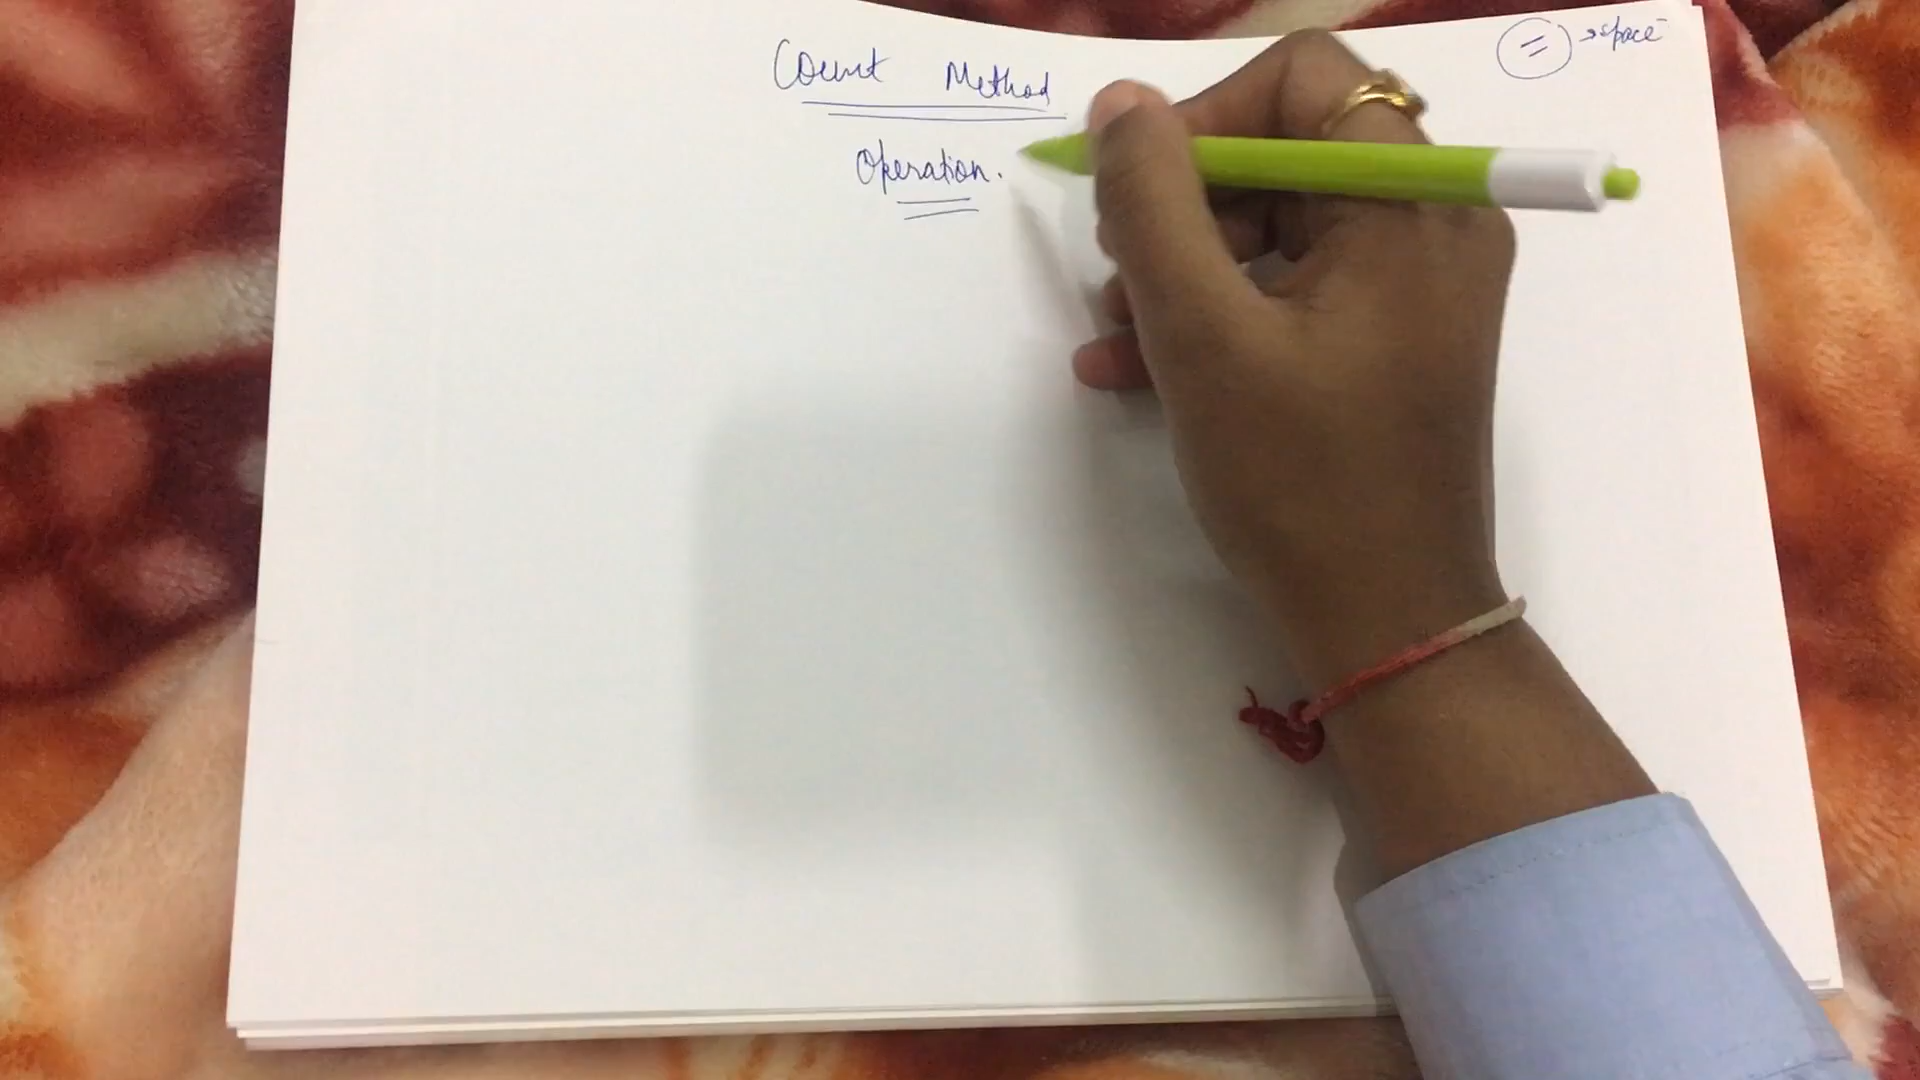 Count Method
Operation.
= → space